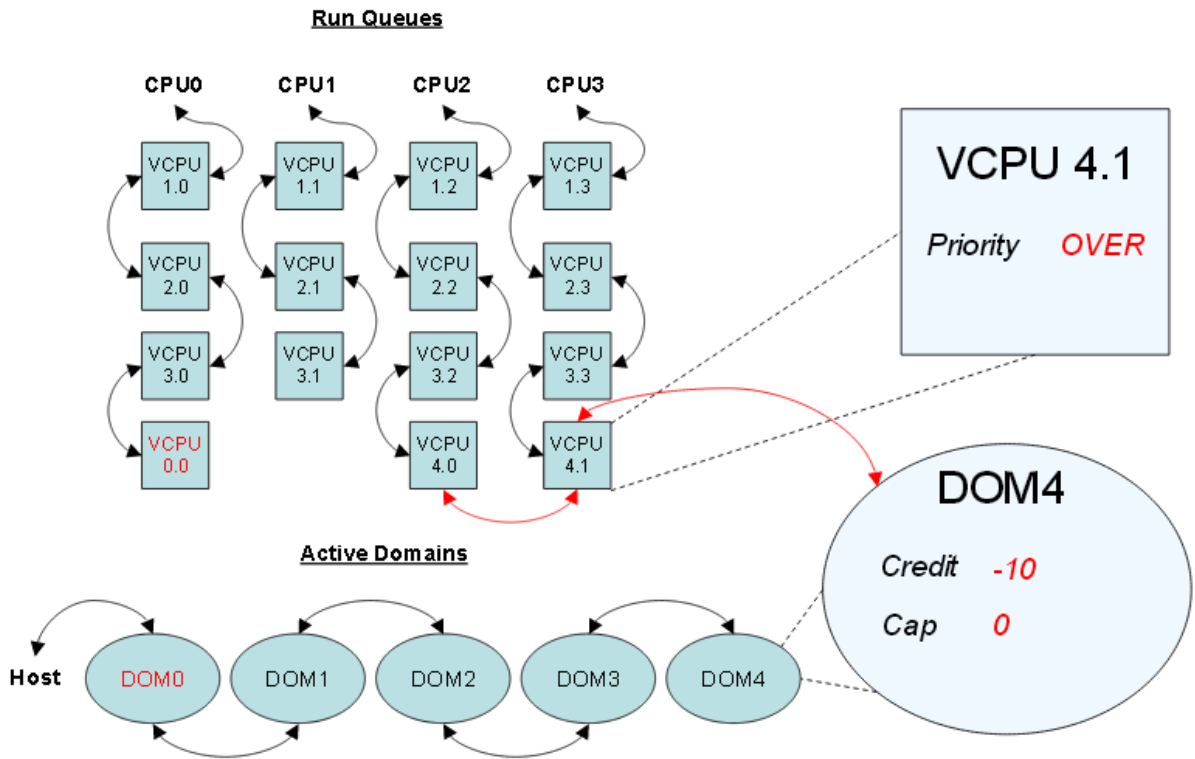 Run Queues
CPU0 CPU1 CPU2 CPU3
VCPU 1.0
VCPU 1.1
VCPU 1.2
VCPU 1.3
VCPU 2.0
VCPU 2.1
VCPU 2.2
VCPU 2.3
VCPU 3.0
VCPU 3.1
VCPU 3.2
VCPU 3.3
VCPU 0.0
VCPU 4.0
VCPU 4.1
VCPU 4.1
Priority OVER
DOM4
Credit -10
Cap 0
Active Domains
Host DOM0 DOM1 DOM2 DOM3 DOM4